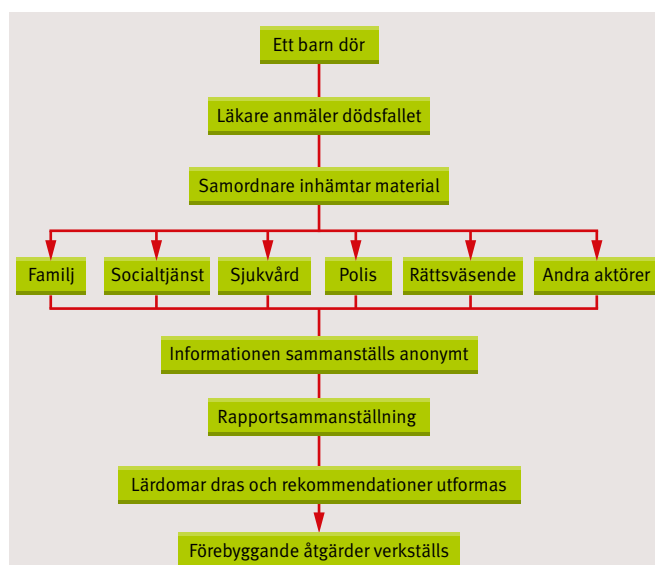 Ett barn dör
Läkare anmäler dödsfallet
Samordnare inhämtar material
Familj
Socialtjänst
Sjukvård
Polis
Rättsväsende
Andra aktörer
Informationen sammanställs anonymt
Rapportsammanställning
Lärdomar dras och rekommendationer utformas
Förebyggande åtgärder verkställs